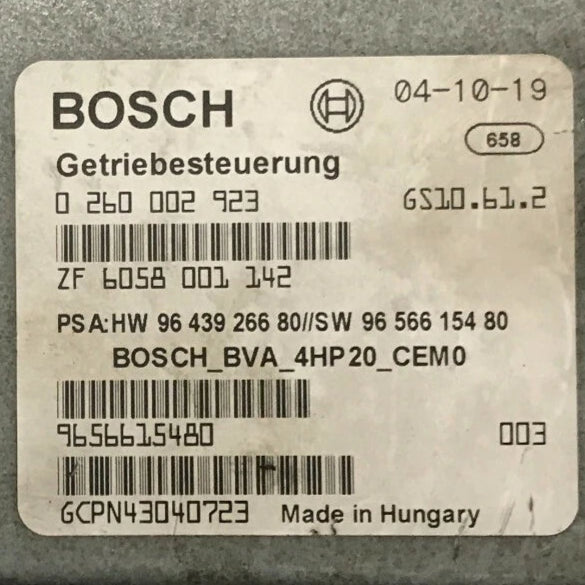 BOSCH 04-10-19
658
Getriebesteuerung
0 260 002 923 GS10.61.2
ZF 6058 001 142
PSA:HW 96 439 266 80//SW 96 566 154 80
BOSCH_BVA_4HP20_CEM0
9656615480 003
GCPN43040723 Made in Hungary